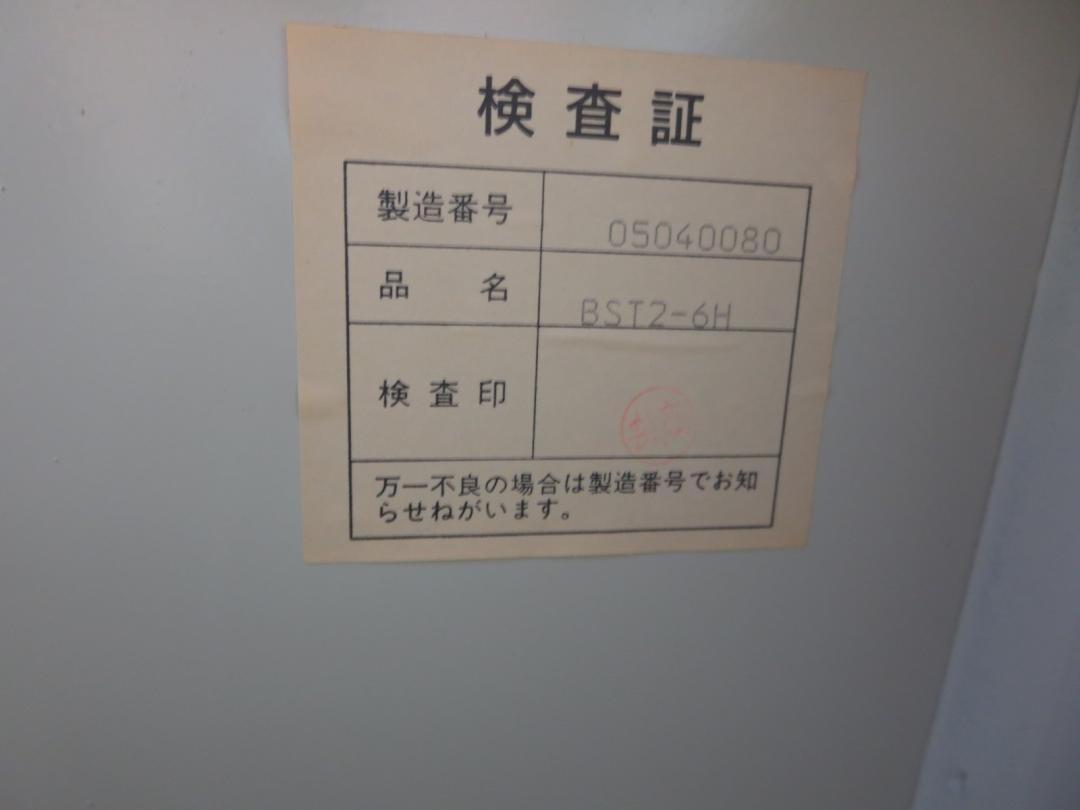 検査証
製造番号 05040080
品名 BST2-6H
検査印
万一不良の場合は製造番号でお知
らせねがいます。